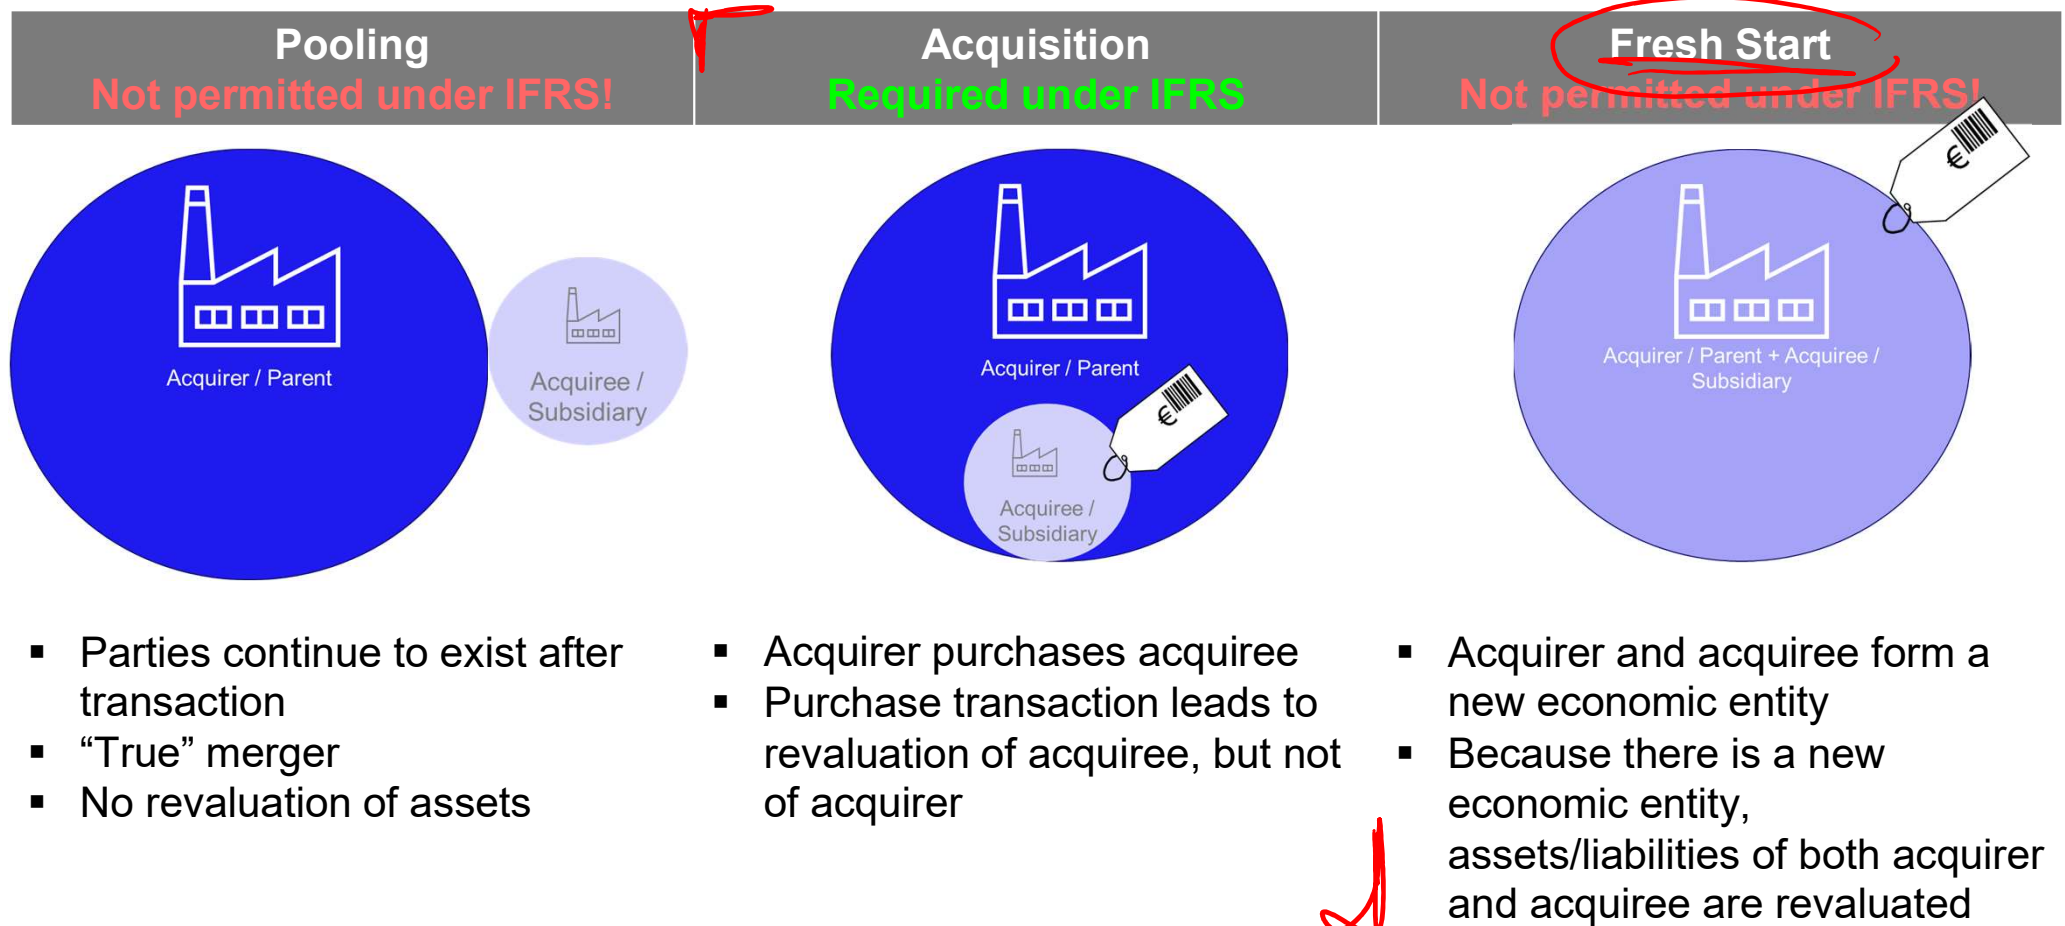 Pooling
Not permitted under IFRS!
Acquisition
Required under IFRS
Fresh Start
Not permitted under IFRS!
Acquirer / Parent
Acquiree /
Subsidiary
Acquirer / Parent
€
Acquiree /
Subsidiary
€
Acquirer / Parent + Acquiree /
Subsidiary
▪ Parties continue to exist after
transaction
▪ “True” merger
▪ No revaluation of assets
▪ Acquirer purchases acquiree
▪ Purchase transaction leads to
revaluation of acquiree, but not
of acquirer
▪ Acquirer and acquiree form a
new economic entity
▪ Because there is a new
economic entity,
assets/liabilities of both acquirer
and acquiree are revaluated